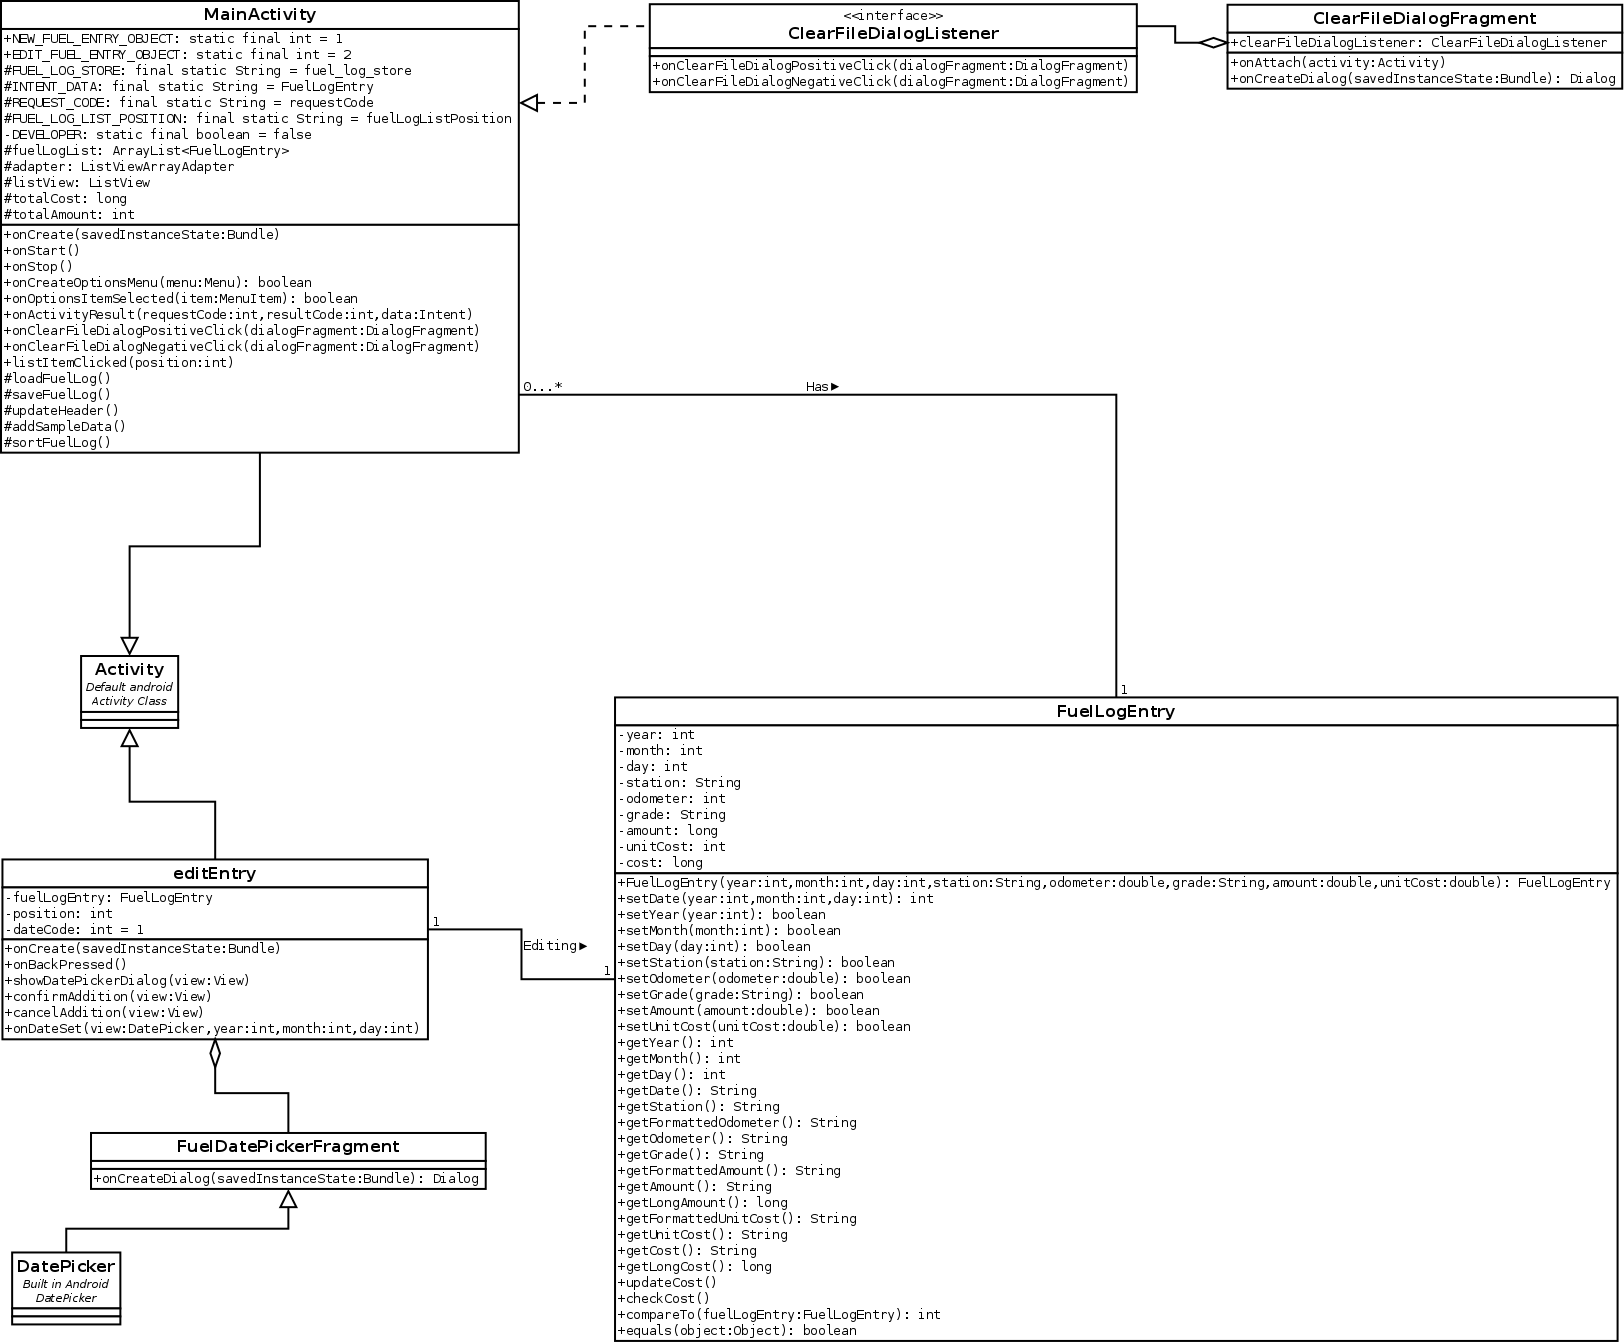 MainActivity
+NEW_FUEL_ENTRY_OBJECT: static final int = 1
+EDIT_FUEL_ENTRY_OBJECT: static final int = 2
#FUEL_LOG_STORE: final static String = fuel_log_store
#INTENT_DATA: final static String = FuelLogEntry
#REQUEST_CODE: final static String = requestCode
#FUEL_LOG_LIST_POSITION: final static String = fuelLogListPosition
-DEVELOPER: static final boolean = false
#fuelLogList: ArrayList<FuelLogEntry>
#adapter: ListViewArrayAdapter
#listView: ListView
#totalCost: long
#totalAmount: int
+onCreate(savedInstanceState:Bundle)
+onStart()
+onStop()
+onCreateOptionsMenu(menu:Menu): boolean
+onOptionsItemSelected(item:MenuItem): boolean
+onActivityResult(requestCode:int,resultCode:int,data:Intent)
+onClearFileDialogPositiveClick(dialogFragment:DialogFragment)
+onClearFileDialogNegativeClick(dialogFragment:DialogFragment)
+listItemClicked(position:int)
#loadFuelLog()
#saveFuelLog()
#updateHeader()
#addSampleData()
#sortFuelLog()
<<interface>>
ClearFileDialogListener
+onClearFileDialogPositiveClick(dialogFragment:DialogFragment)
+onClearFileDialogNegativeClick(dialogFragment:DialogFragment)
ClearFileDialogFragment
+clearFileDialogListener: ClearFileDialogListener
+onAttach(activity:Activity)
+onCreateDialog(savedInstanceState:Bundle): Dialog
0...*
Has►
1
Activity
Default android
Activity Class
editEntry
-fuelLogEntry: FuelLogEntry
-position: int
-dateCode: int = 1
+onCreate(savedInstanceState:Bundle)
+onBackPressed()
+showDatePickerDialog(view:View)
+confirmAddition(view:View)
+cancelAddition(view:View)
+onDateSet(view:DatePicker,year:int,month:int,day:int)
1
Editing►
1
FuelDatePickerFragment
+onCreateDialog(savedInstanceState:Bundle): Dialog
DatePicker
Built in Android
DatePicker
FuelLogEntry
-year: int
-month: int
-day: int
-station: String
-odometer: int
-grade: String
-amount: long
-unitCost: int
-cost: long
+FuelLogEntry(year:int,month:int,day:int,station:String,odometer:double,grade:String,amount:double,unitCost:double): FuelLogEntry
+setDate(year:int,month:int,day:int): int
+setYear(year:int): boolean
+setMonth(month:int): boolean
+setDay(day:int): boolean
+setStation(station:String): boolean
+setOdometer(odometer:double): boolean
+setGrade(grade:String): boolean
+setAmount(amount:double): boolean
+setUnitCost(unitCost:double): boolean
+getYear(): int
+getMonth(): int
+getDay(): int
+getDate(): String
+getStation(): String
+getFormattedOdometer(): String
+getOdometer(): String
+getGrade(): String
+getFormattedAmount(): String
+getAmount(): String
+getLongAmount(): long
+getFormattedUnitCost(): String
+getUnitCost(): String
+getCost(): String
+getLongCost(): long
+updateCost()
+checkCost()
+compareTo(fuelLogEntry:FuelLogEntry): int
+equals(object:Object): boolean